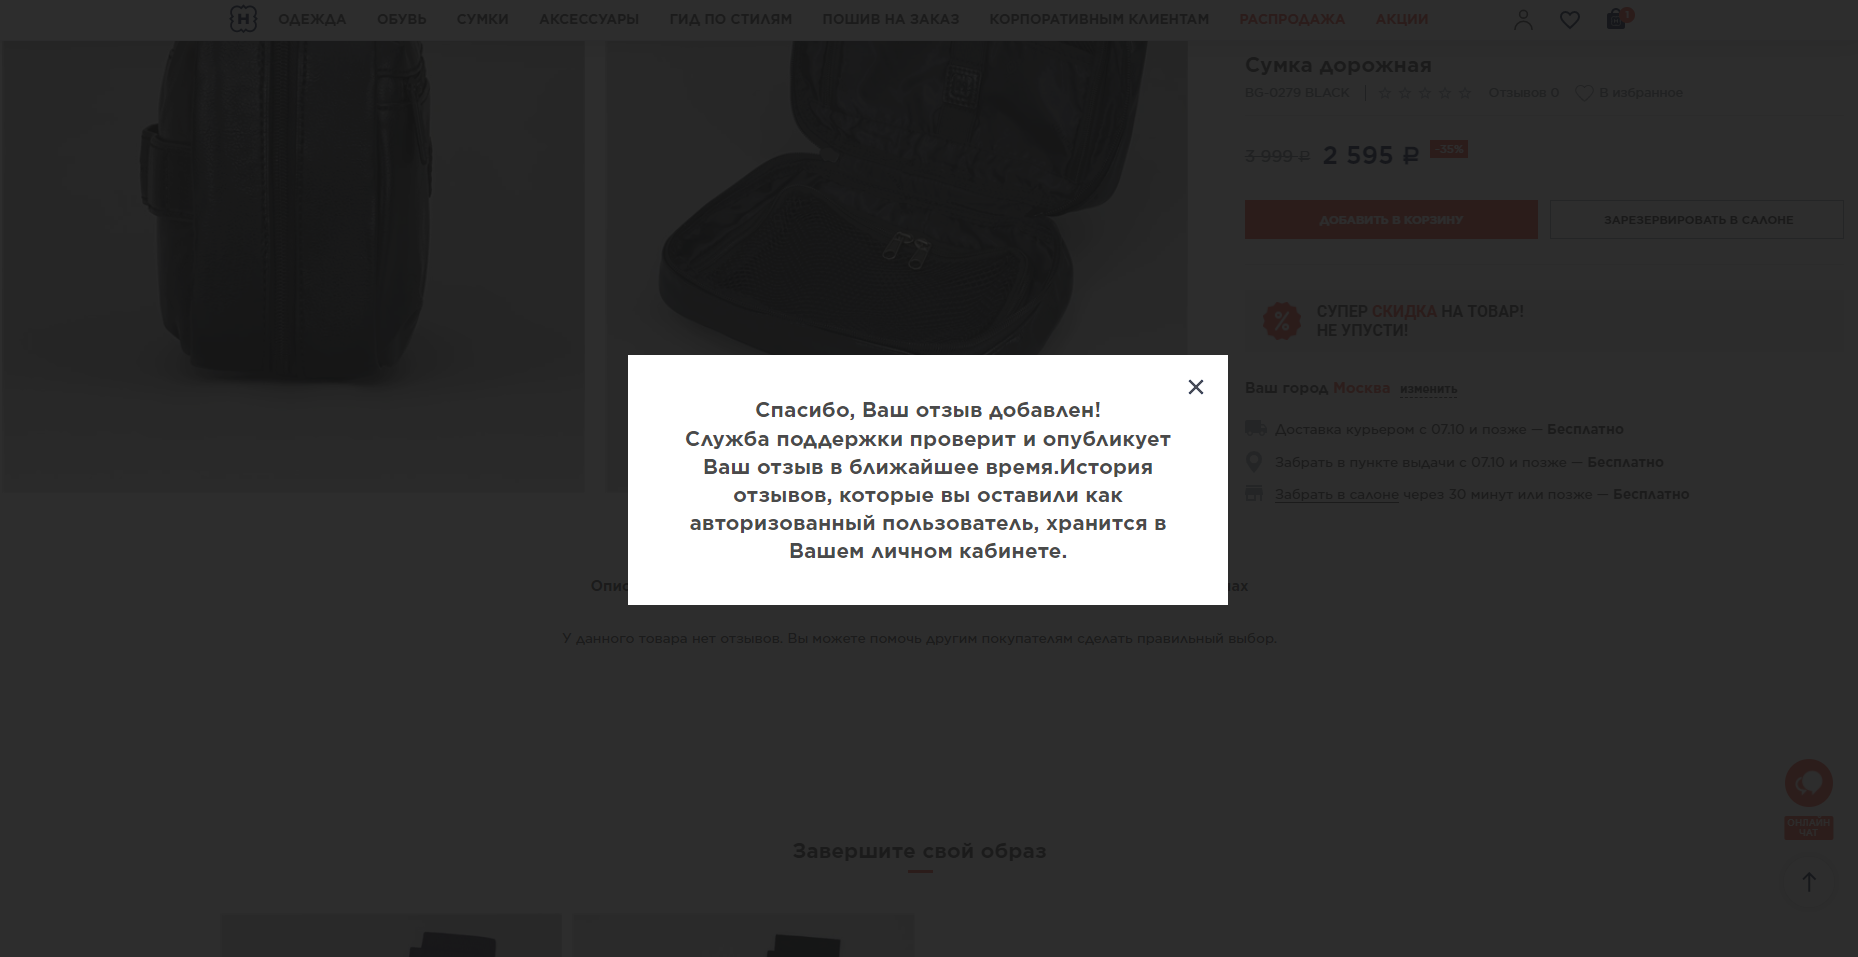 H
ОДЕЖДА ОБУВЬ СУМКИ АКСЕССУАРЫ ГИД ПО СТИЛЯМ ПОШИВ НА ЗАКАЗ КОРПОРАТИВНЫМ КЛИЕНТАМ РАСПРОДАЖА АКЦИИ 1
Сумка дорожная
BG-0279 BLACK Отзывов 0 В избранное
3 999 ₽ 2 595 ₽ -35%
ДОБАВИТЬ В КОРЗИНУ ЗАРЕЗЕРВИРОВАТЬ В САЛОНЕ
СУПЕР СКИДКА НА ТОВАР!
НЕ УПУСТИ!
Ваш город Москва изменить
Доставка курьером с 07.10 и позже — Бесплатно
Забрать в пункте выдачи с 07.10 и позже — Бесплатно
Забрать в салоне через 30 минут или позже — Бесплатно
Спасибо, Ваш отзыв добавлен!
Служба поддержки проверит и опубликует
Ваш отзыв в ближайшее время.История
отзывов, которые вы оставили как
авторизованный пользователь, хранится в
Вашем личном кабинете.
У данного товара нет отзывов. Вы можете помочь другим покупателям сделать правильный выбор.
ОНЛАЙН
ЧАТ
Завершите свой образ